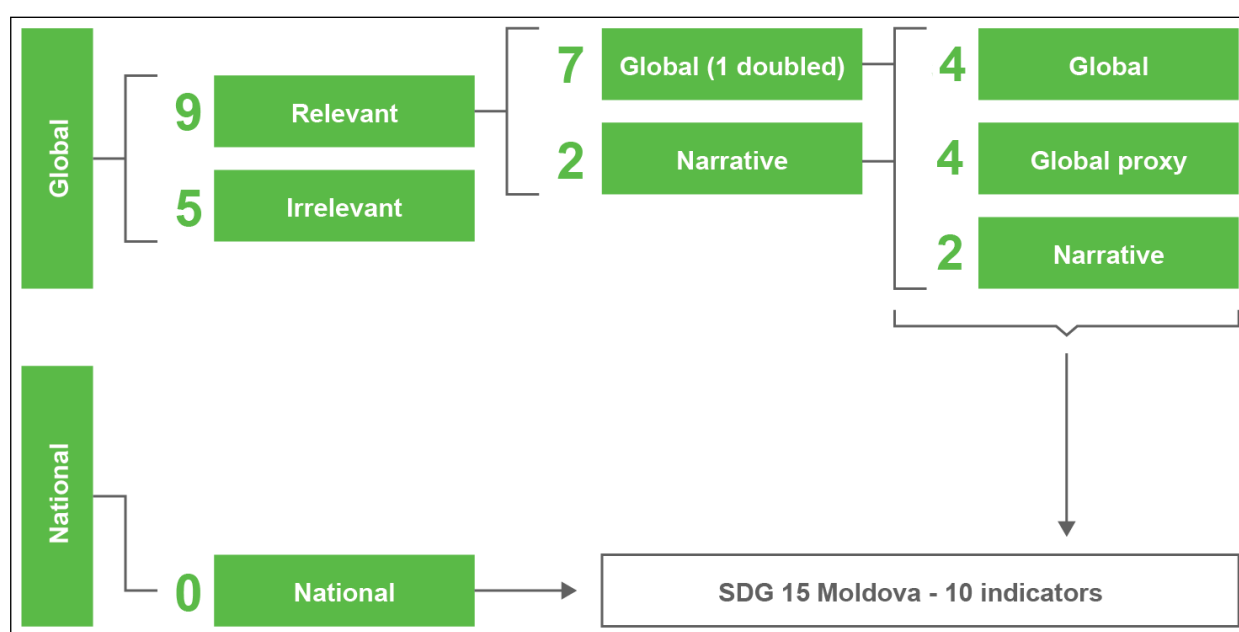 Global
9
Relevant
5
Irrelevant
7
Global (1 doubled)
2
Narrative
4
Global
4
Global proxy
2
Narrative
National
0
National
SDG 15 Moldova - 10 indicators